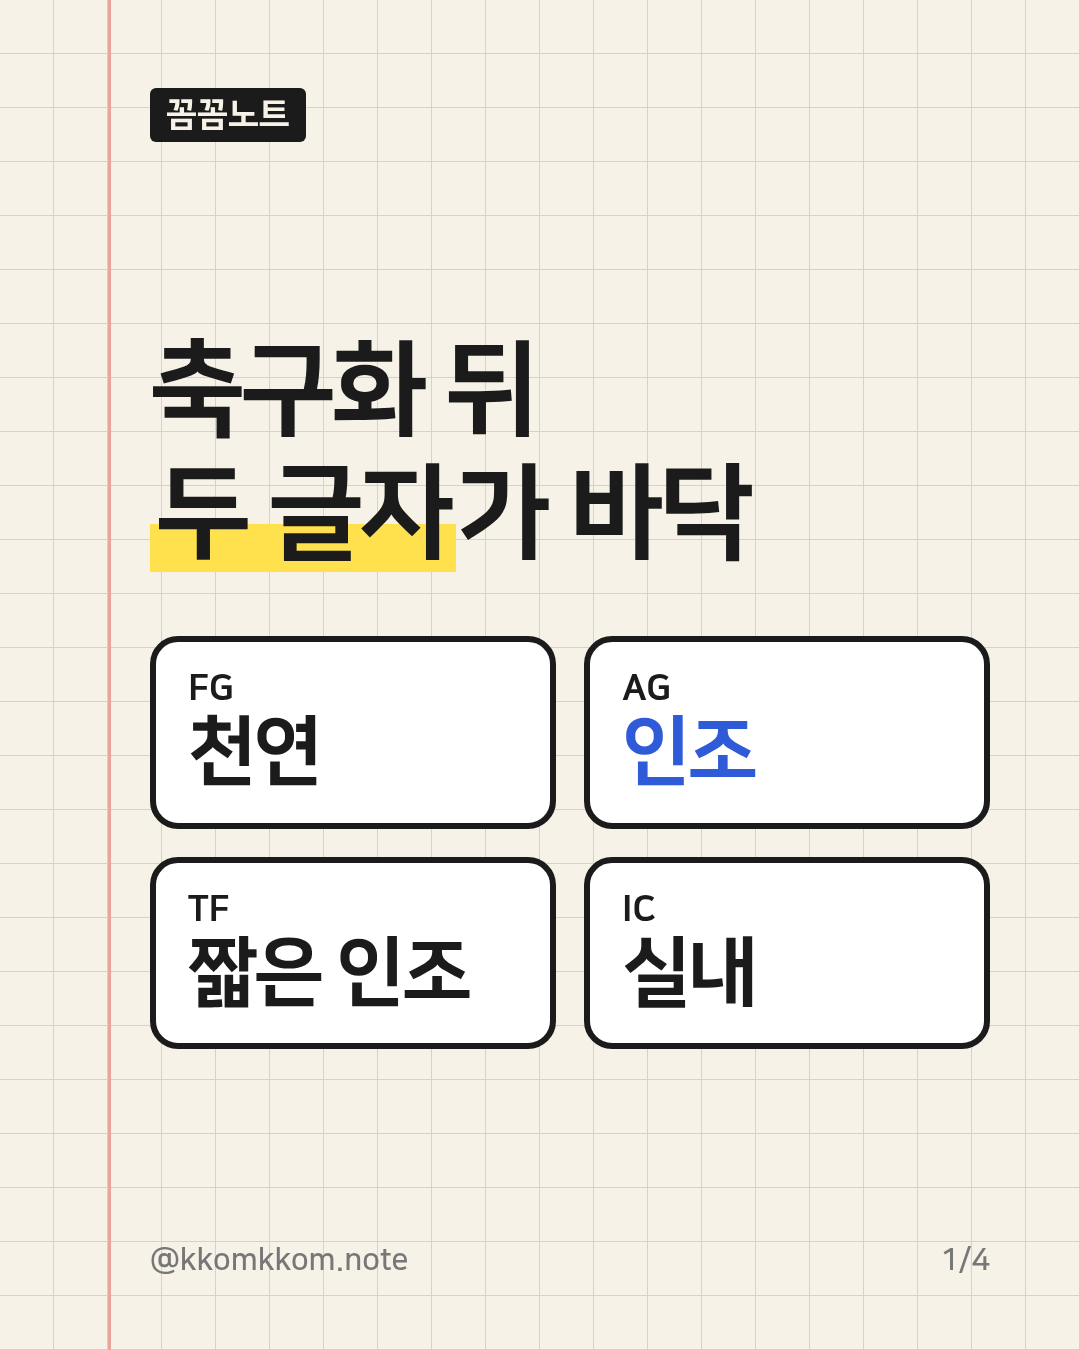 꼼꼼노트
축구화 뒤
두 글자가 바닥
FG
천연
AG
인조
TF
짧은 인조
IC
실내
@kkomkkom.note
1/4